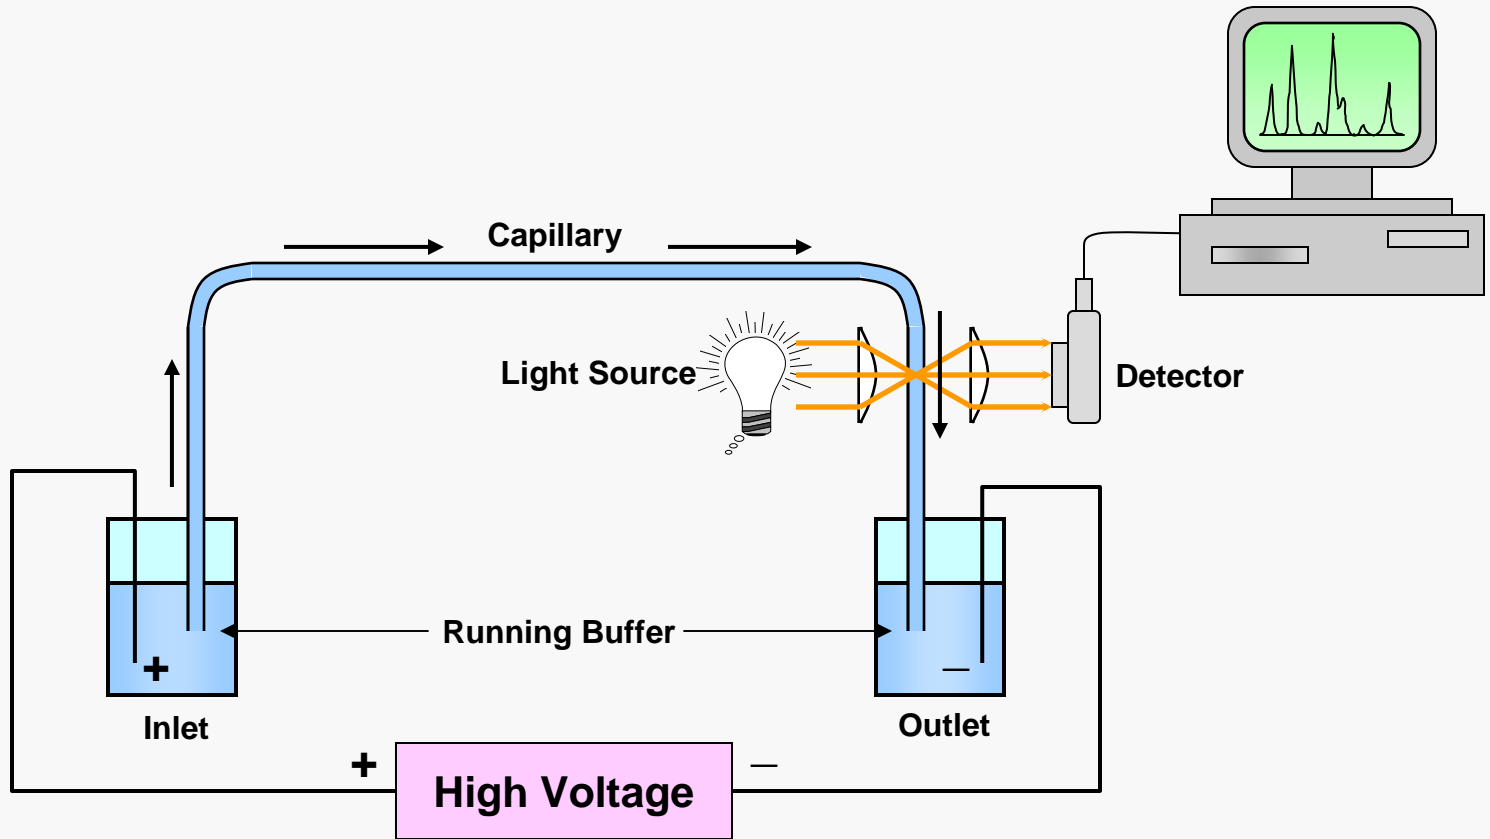 Capillary
Light Source
Detector
Running Buffer
+
–
Inlet
Outlet
+
–
High Voltage